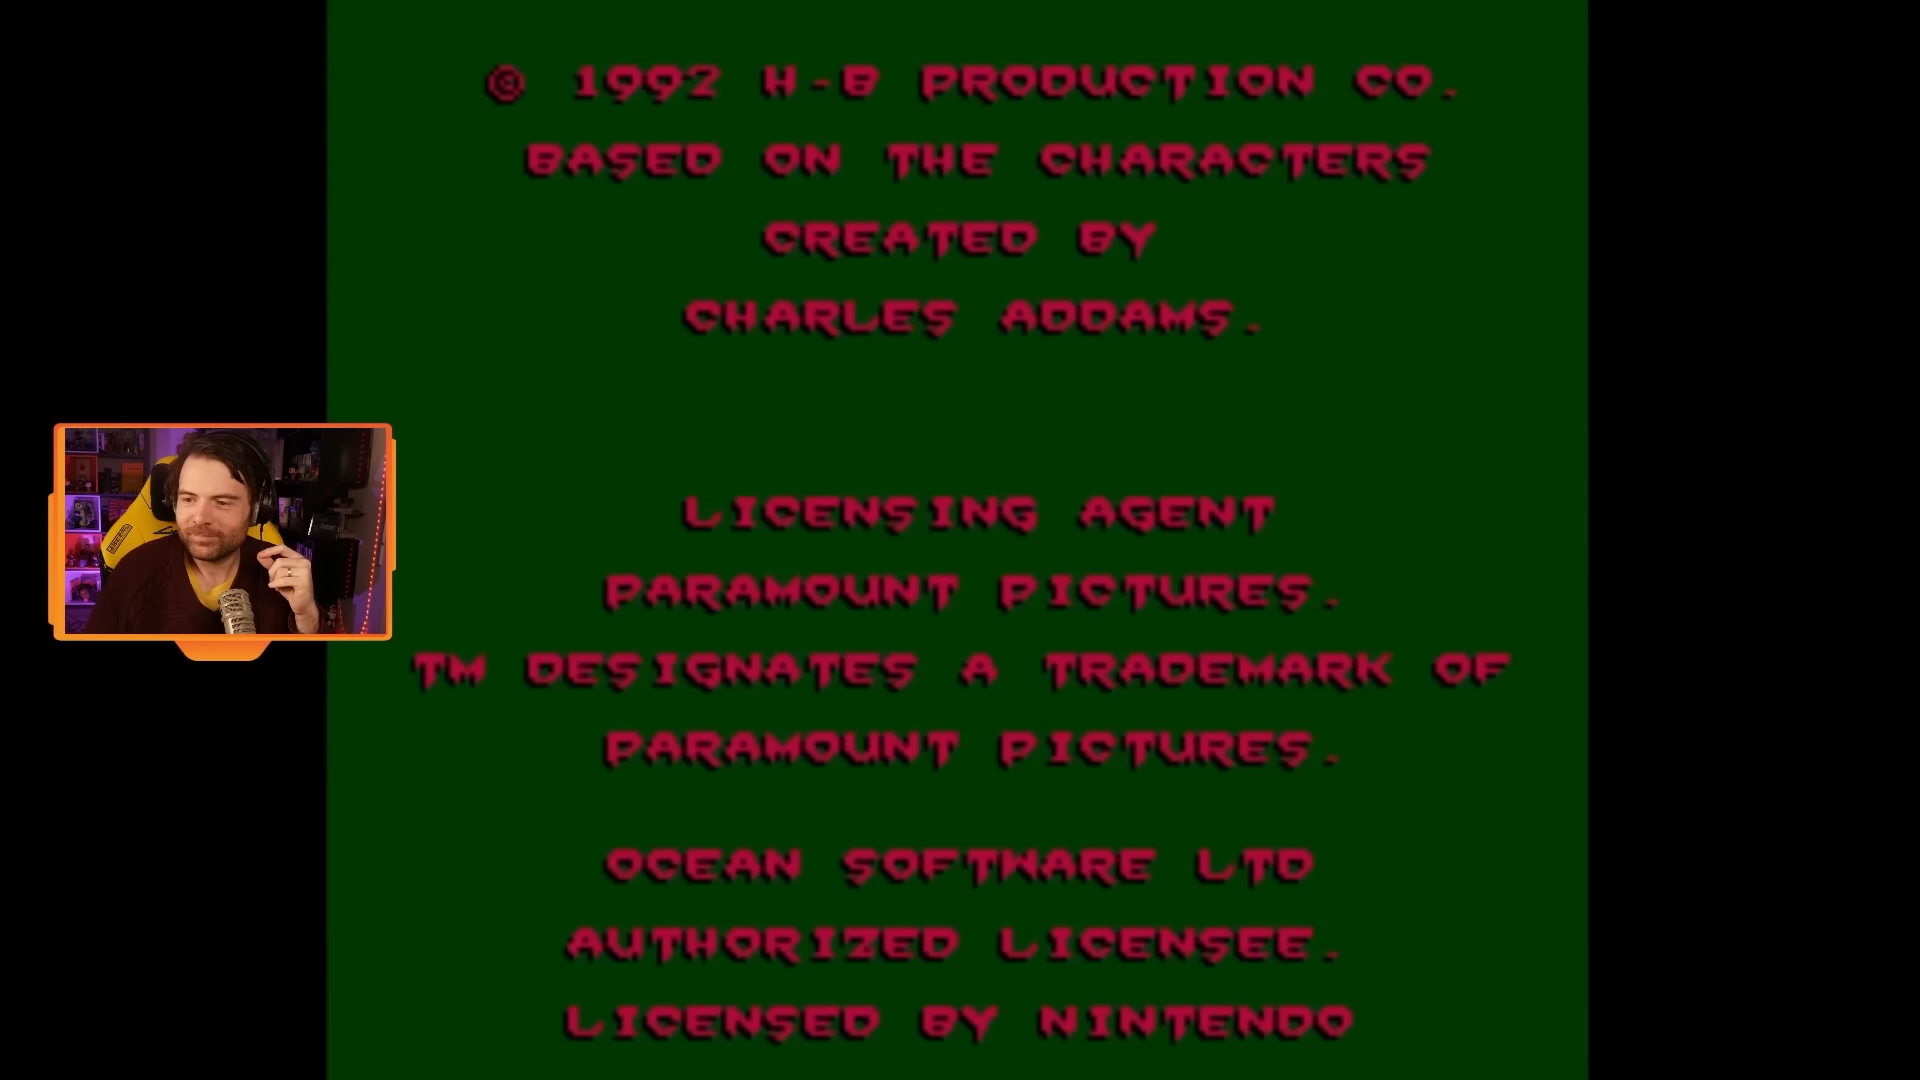 © 1992 H-B PRODUCTION CO.
BASED ON THE CHARACTERS
CREATED BY
CHARLES ADDAMS.
LICENSING AGENT
PARAMOUNT PICTURES.
TM DESIGNATES A TRADEMARK OF
PARAMOUNT PICTURES.
OCEAN SOFTWARE LTD
AUTHORIZED LICENSEE.
LICENSED BY NINTENDO